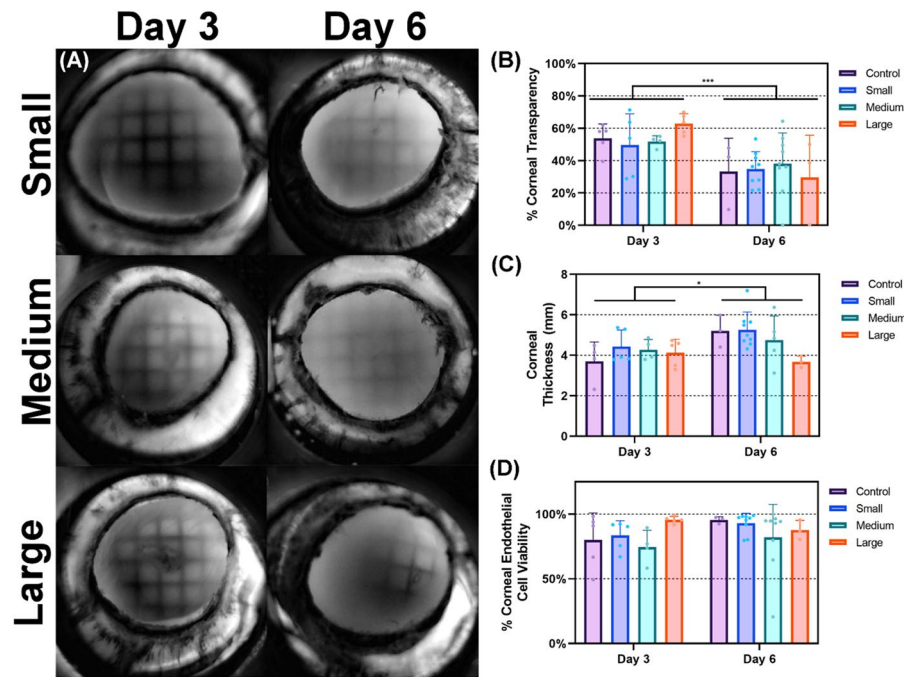 Day 3 Day 6
(A)
Small
Medium
Large
(B)
% Corneal Transparency
100%
80%
60%
40%
20%
0%
***
Day 3 Day 6
Control
Small
Medium
Large
(C)
Corneal
Thickness (mm)
8
6
4
2
0
*
Day 3 Day 6
Control
Small
Medium
Large
(D)
% Corneal Endothelial
Cell Viability
100%
50%
0%
Day 3 Day 6
Control
Small
Medium
Large